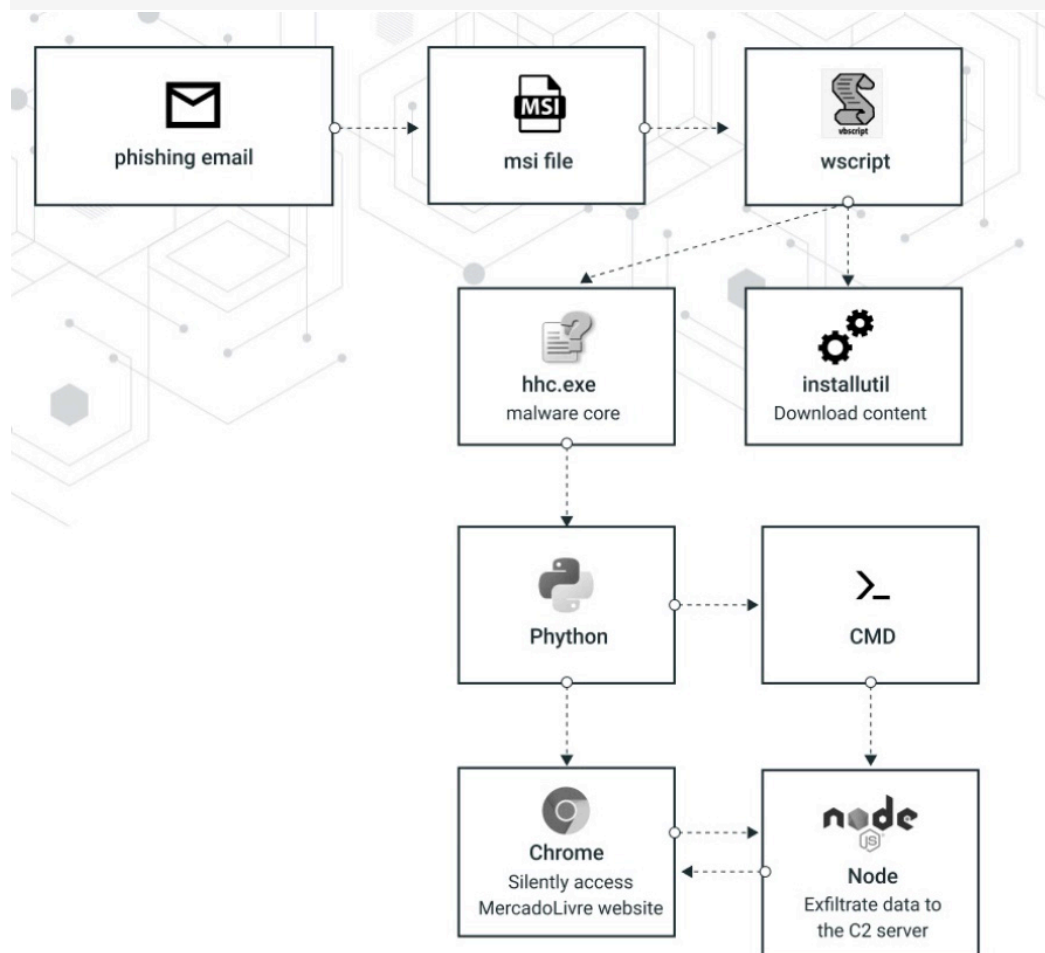 phishing email
MSI
msi file
vbscript
wscript
hhc.exe
malware core
installutil
Download content
Phython
CMD
Chrome
Silently access
MercadoLivre website
node
JS
Node
Exfiltrate data to
the C2 server